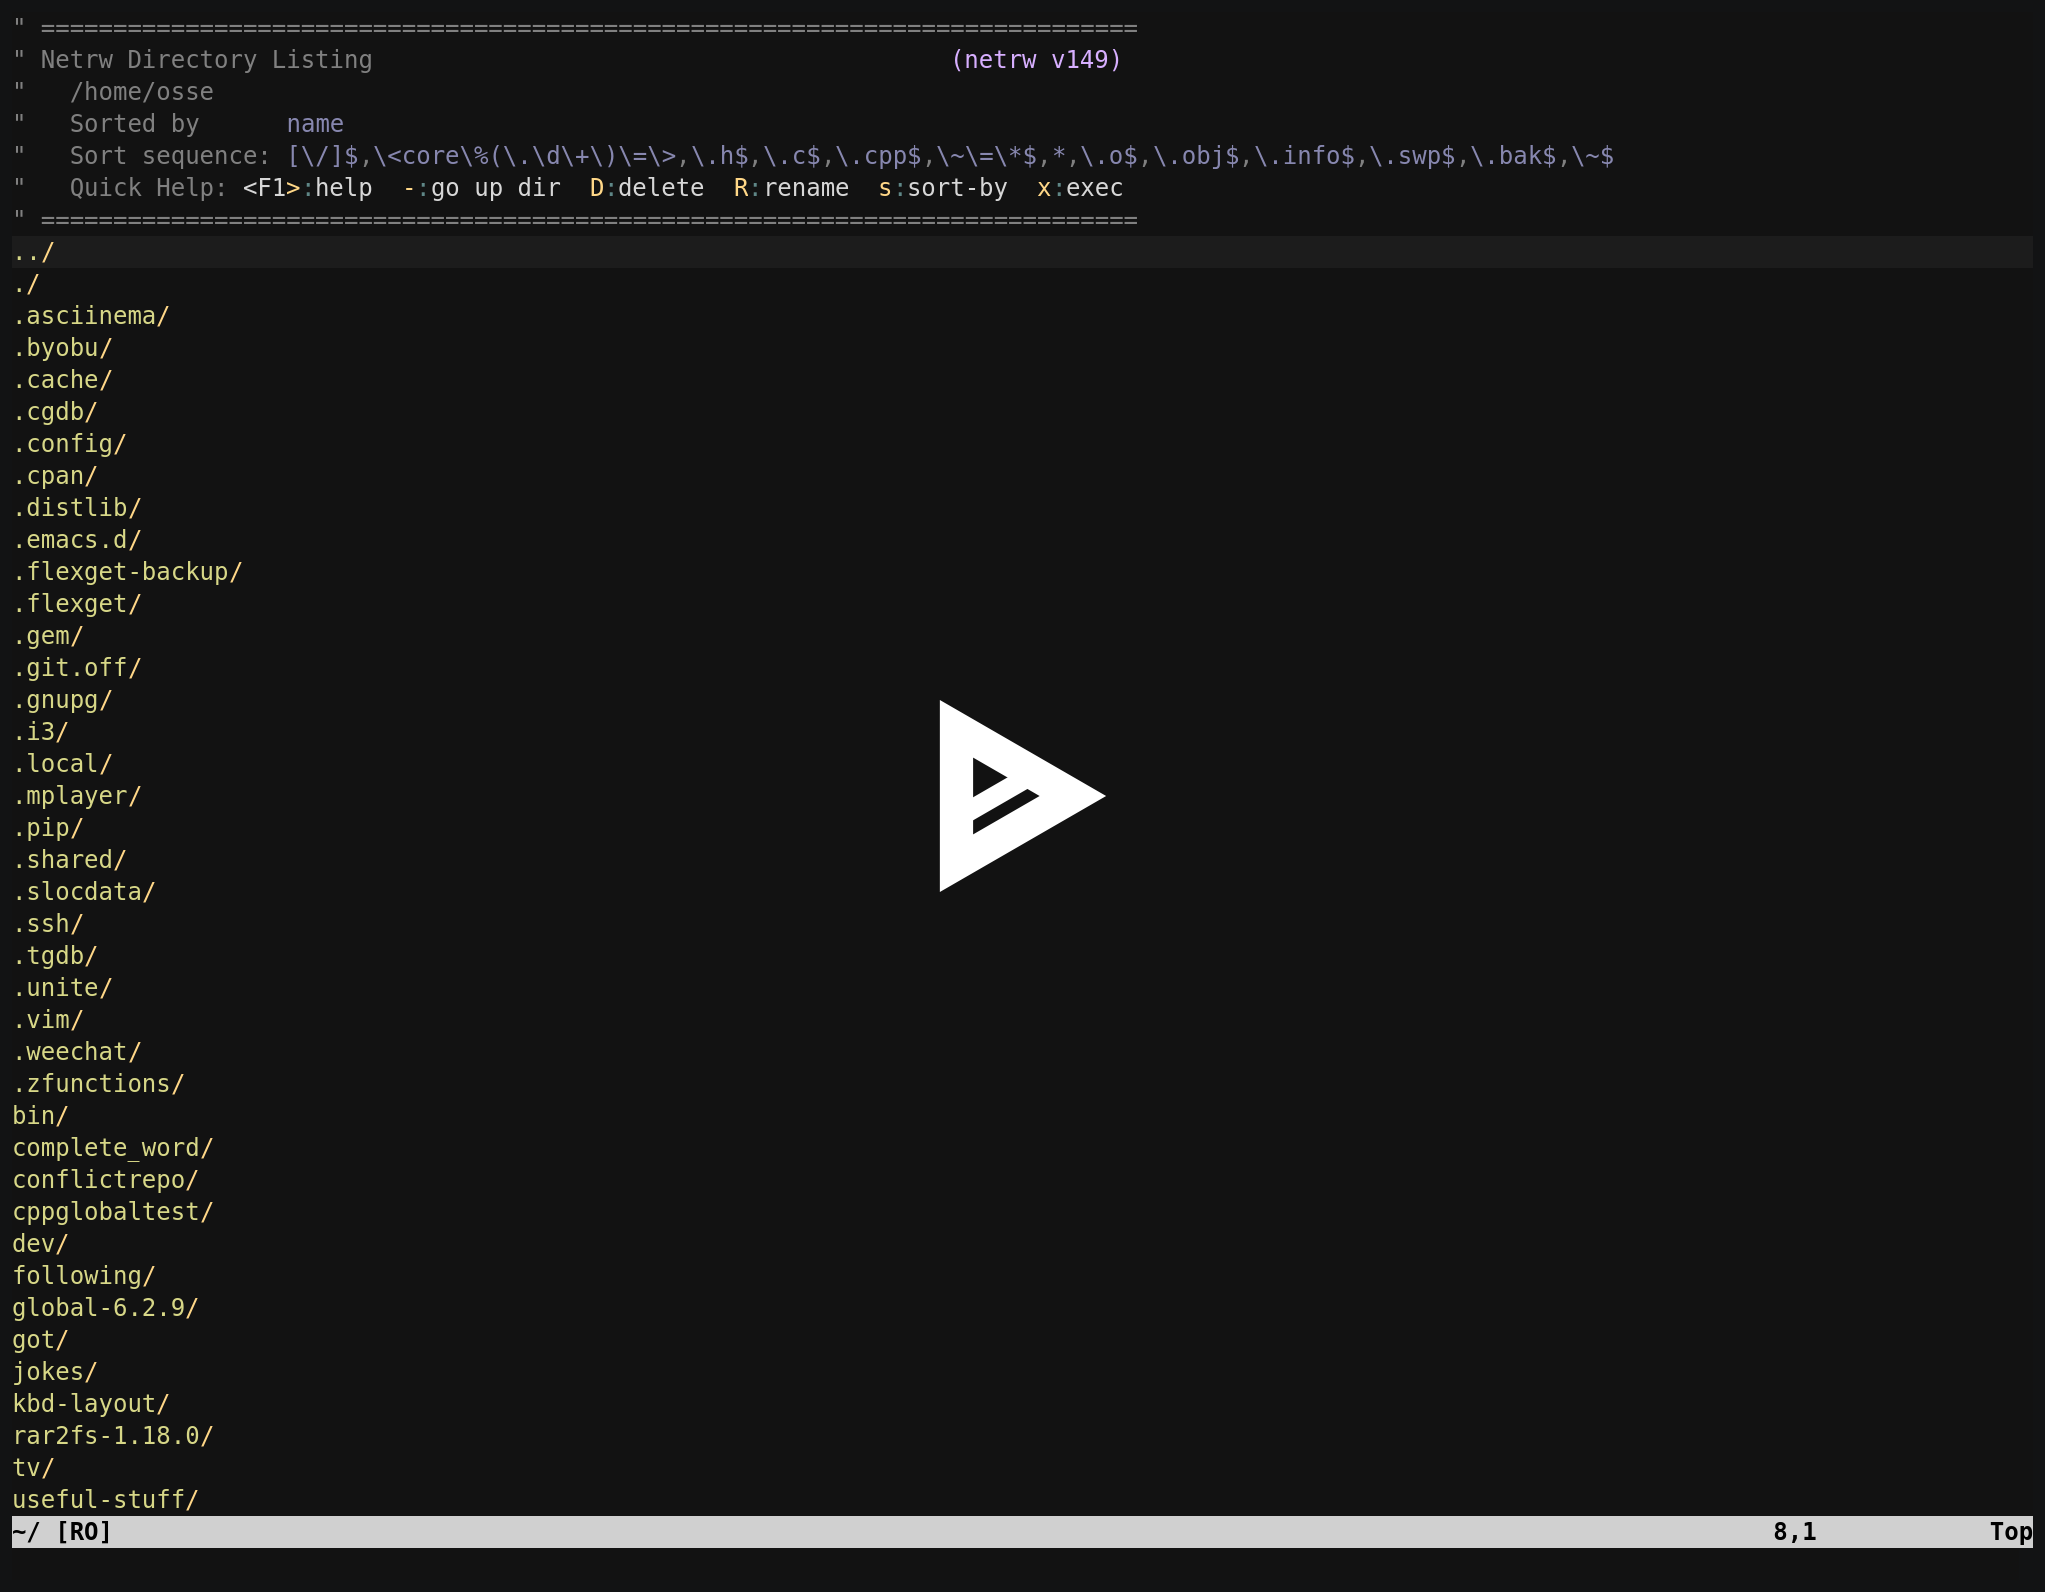 " ============================================================================
" Netrw Directory Listing                                        (netrw v149)
"   /home/osse
"   Sorted by      name
"   Sort sequence: [\/]$,\<core\%(\.\d\+\)\=\>,\.h$,\.c$,\.cpp$,\~\=\*$,*,\.o$,\.obj$,\.info$,\.swp$,\.bak$,\~$
"   Quick Help: <F1>:help  -:go up dir  D:delete  R:rename  s:sort-by  x:exec
" ============================================================================
../
./
.asciinema/
.byobu/
.cache/
.cgdb/
.config/
.cpan/
.distlib/
.emacs.d/
.flexget-backup/
.flexget/
.gem/
.git.off/
.gnupg/
.i3/
.local/
.mplayer/
.pip/
.shared/
.slocdata/
.ssh/
.tgdb/
.unite/
.vim/
.weechat/
.zfunctions/
bin/
complete_word/
conflictrepo/
cppglobaltest/
dev/
following/
global-6.2.9/
got/
jokes/
kbd-layout/
rar2fs-1.18.0/
tv/
useful-stuff/
~/ [RO] 8,1 Top